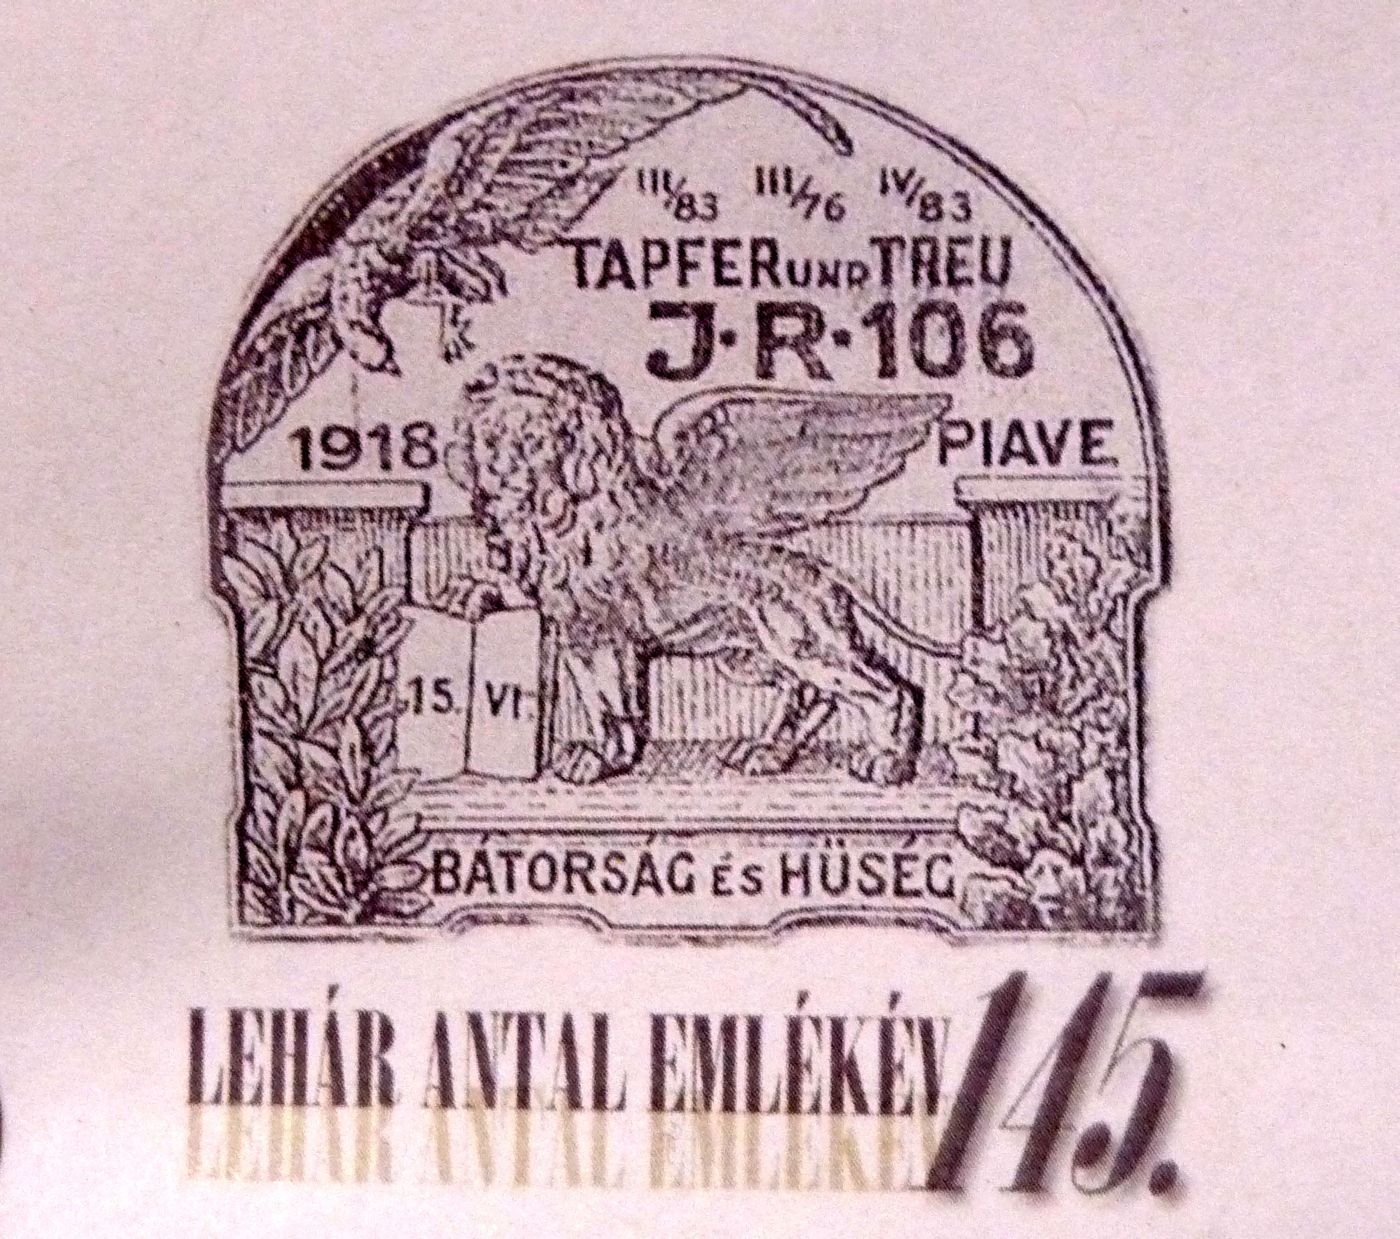 III/83 III/76 IV/83
TAPFER UND TREU
J·R·106
1918 PIAVE
15. VI.
BÁTORSÁG ÉS HÜSÉG
LEHÁR ANTAL EMLÉKÉV 145.